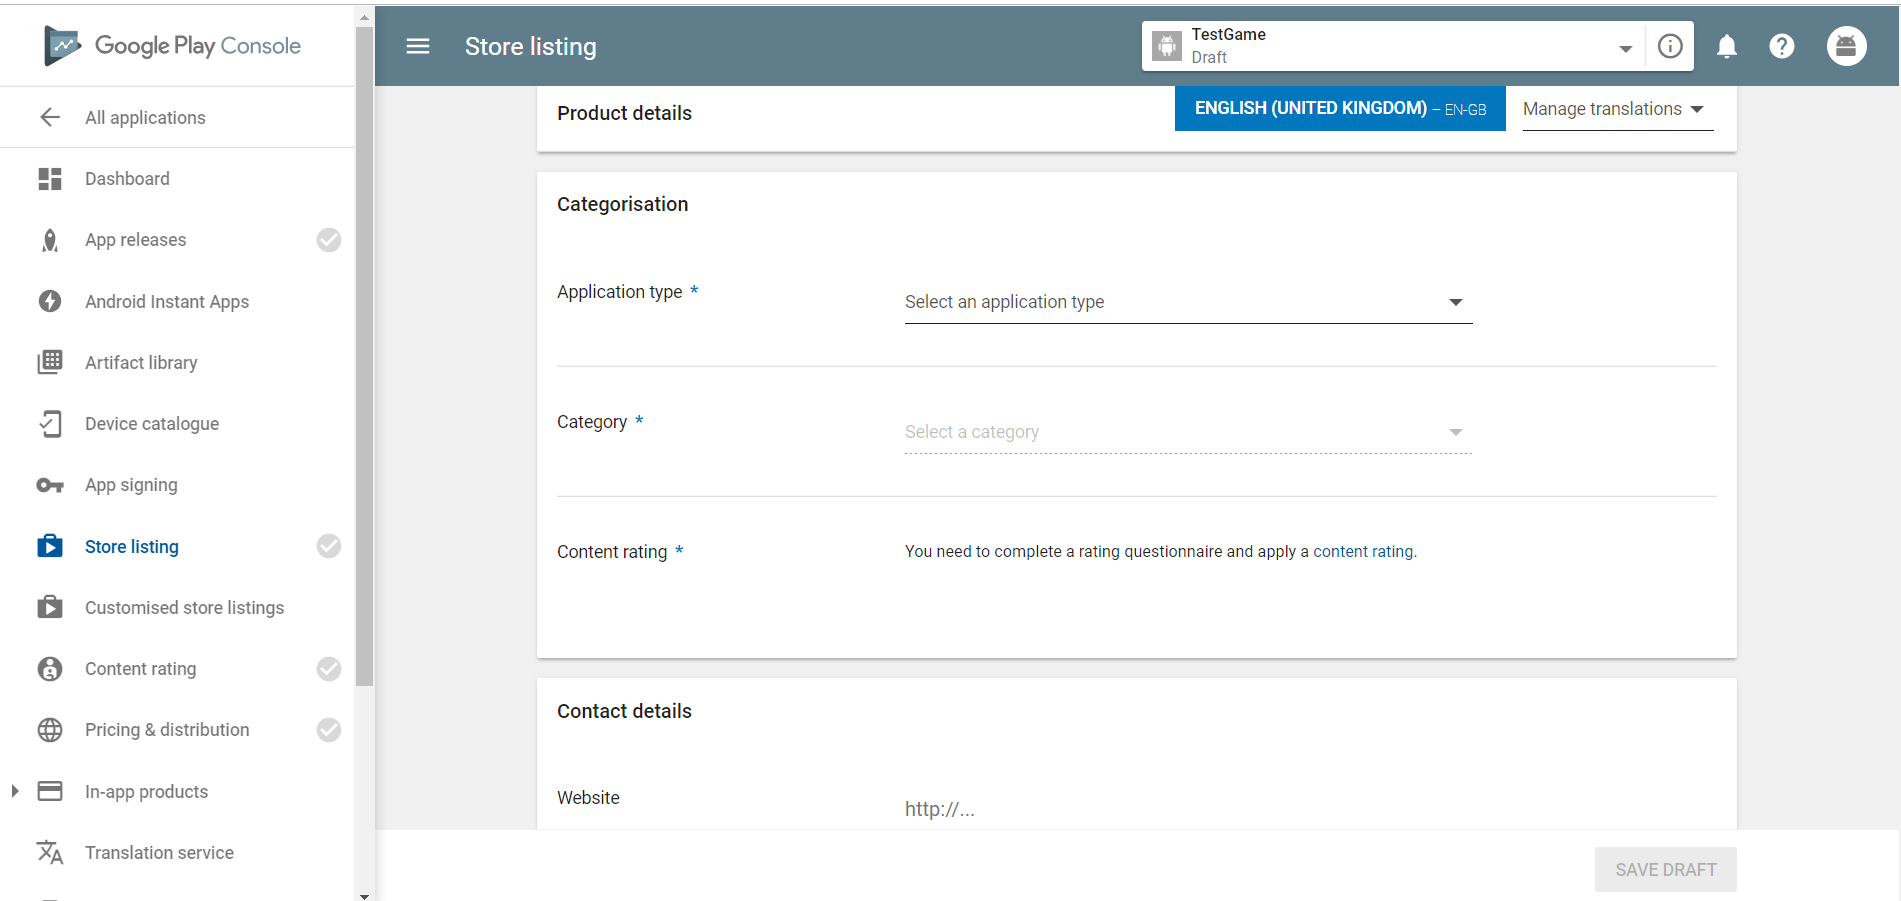 Google Play Console
All applications
Dashboard
App releases
Android Instant Apps
Artifact library
Device catalogue
App signing
Store listing
Customised store listings
Content rating
Pricing & distribution
In-app products
Translation service
Store listing
TestGame
Draft
Product details
ENGLISH (UNITED KINGDOM) – EN-GB
Manage translations
Categorisation
Application type *
Select an application type
Category *
Select a category
Content rating *
You need to complete a rating questionnaire and apply a content rating.
Contact details
Website
http://...
SAVE DRAFT